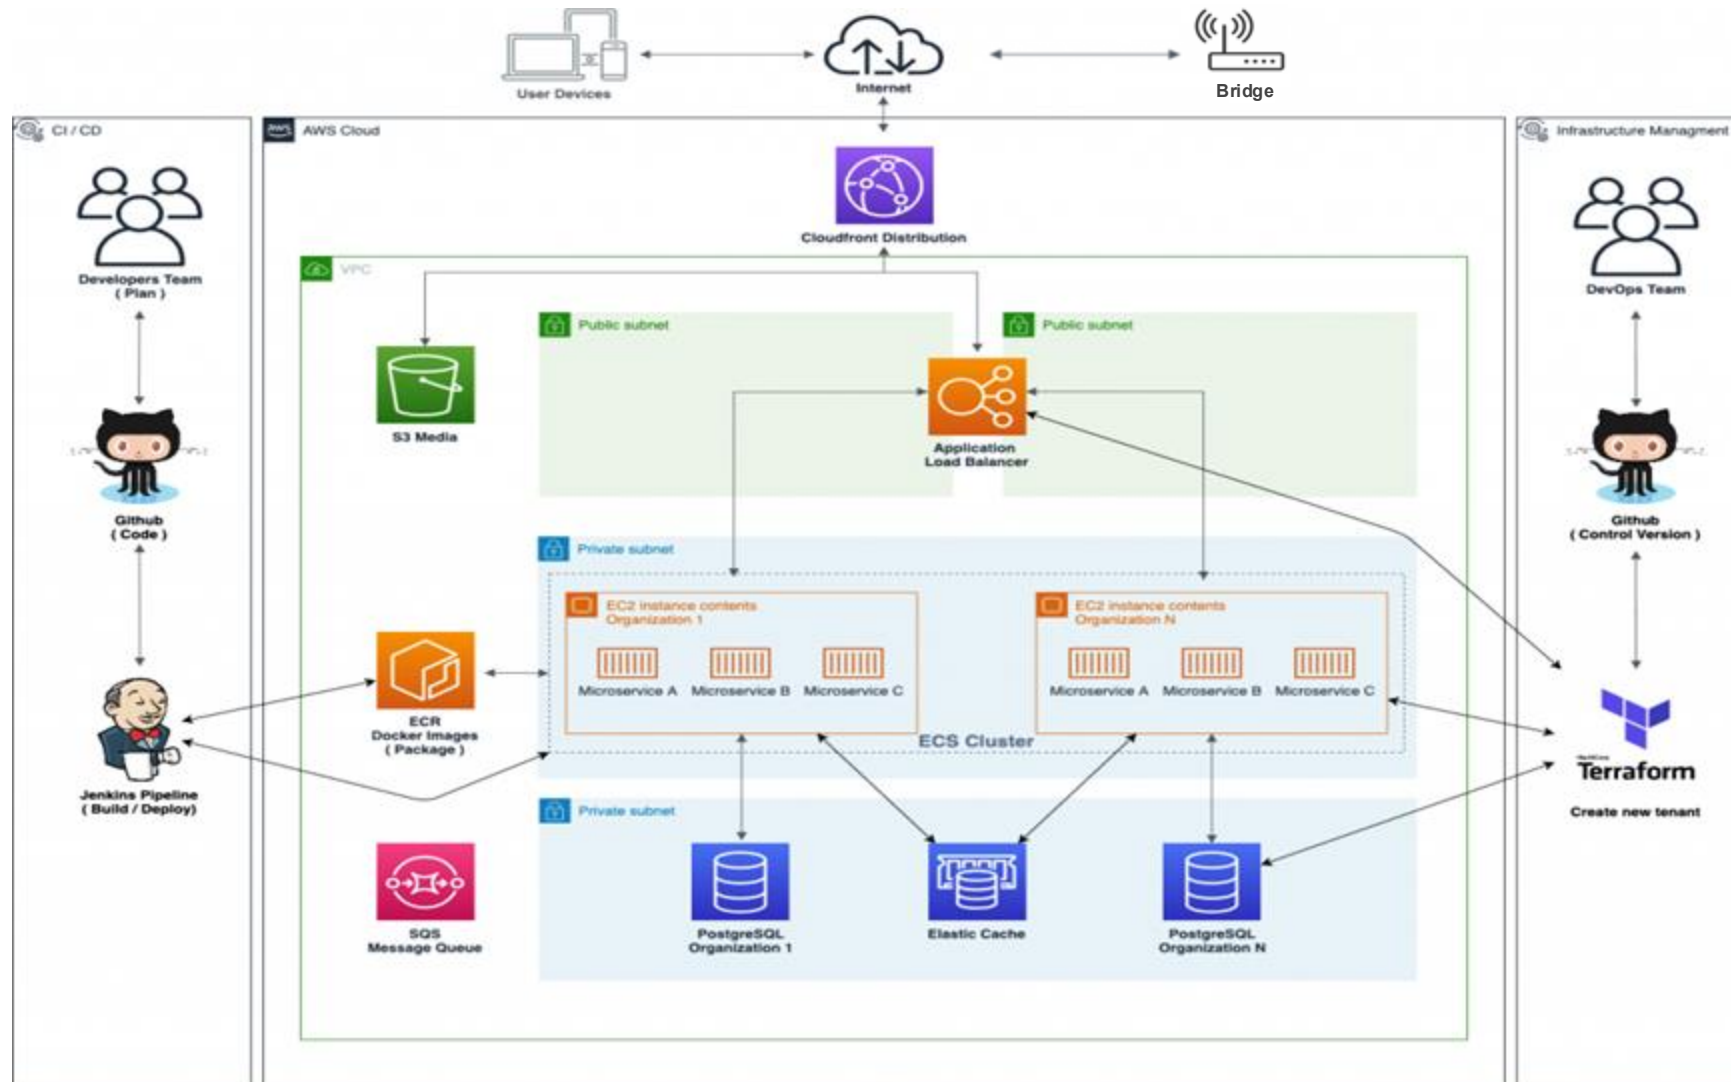 User Devices
Internet
Bridge
CI / CD
aws
AWS Cloud
Infrastructure Managment
Developers Team
( Plan )
Cloudfront Distribution
DevOps Team
VPC
Public subnet
Public subnet
S3 Media
Application
Load Balancer
Github
( Code )
Github
( Control Version )
Private subnet
EC2 instance contents
Organization 1
EC2 instance contents
Organization N
Microservice A
Microservice B
Microservice C
Microservice A
Microservice B
Microservice C
ECR
Docker Images
( Package )
ECS Cluster
Jenkins Pipeline
( Build / Deploy)
HashiCorp
Terraform
Create new tenant
Private subnet
SQS
Message Queue
PostgreSQL
Organization 1
Elastic Cache
PostgreSQL
Organization N